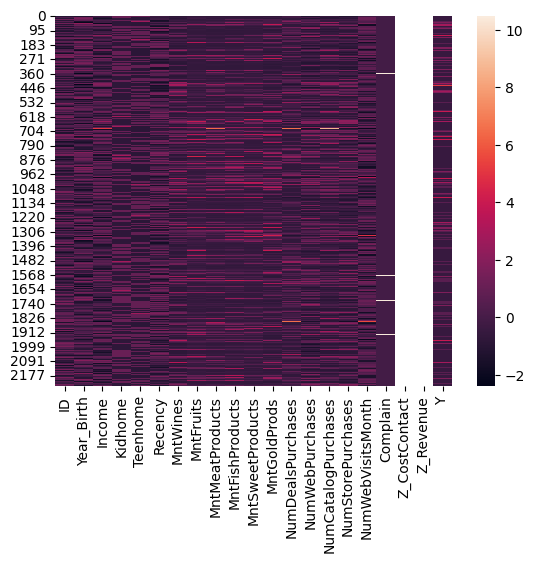 0
95
183
271
360
446
532
618
704
790
876
962
1048
1134
1220
1306
1396
1482
1568
1654
1740
1826
1912
1999
2091
2177
ID
Year_Birth
Income
Kidhome
Teenhome
Recency
MntWines
MntFruits
MntMeatProducts
MntFishProducts
MntSweetProducts
MntGoldProds
NumDealsPurchases
NumWebPurchases
NumCatalogPurchases
NumStorePurchases
NumWebVisitsMonth
Complain
Z_CostContact
Z_Revenue
Y
10
8
6
4
2
0
−2